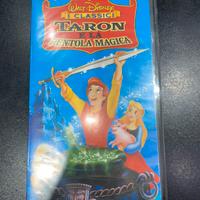 WALT DISNEY
I CLASSICI
TARON
E LA
PENTOLA MAGICA